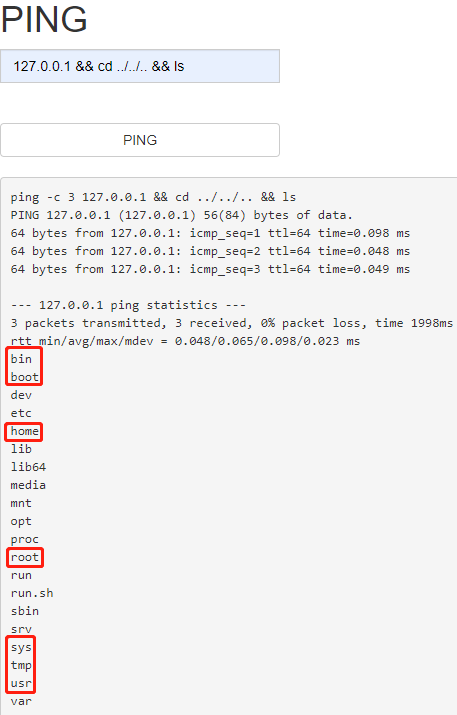 PING
127.0.0.1 && cd ../../.. && ls
PING
ping -c 3 127.0.0.1 && cd ../../.. && ls
PING 127.0.0.1 (127.0.0.1) 56(84) bytes of data.
64 bytes from 127.0.0.1: icmp_seq=1 ttl=64 time=0.098 ms
64 bytes from 127.0.0.1: icmp_seq=2 ttl=64 time=0.048 ms
64 bytes from 127.0.0.1: icmp_seq=3 ttl=64 time=0.049 ms
--- 127.0.0.1 ping statistics ---
3 packets transmitted, 3 received, 0% packet loss, time 1998ms
rtt min/avg/max/mdev = 0.048/0.065/0.098/0.023 ms
bin
boot
dev
etc
home
lib
lib64
media
mnt
opt
proc
root
run
run.sh
sbin
srv
sys
tmp
usr
var